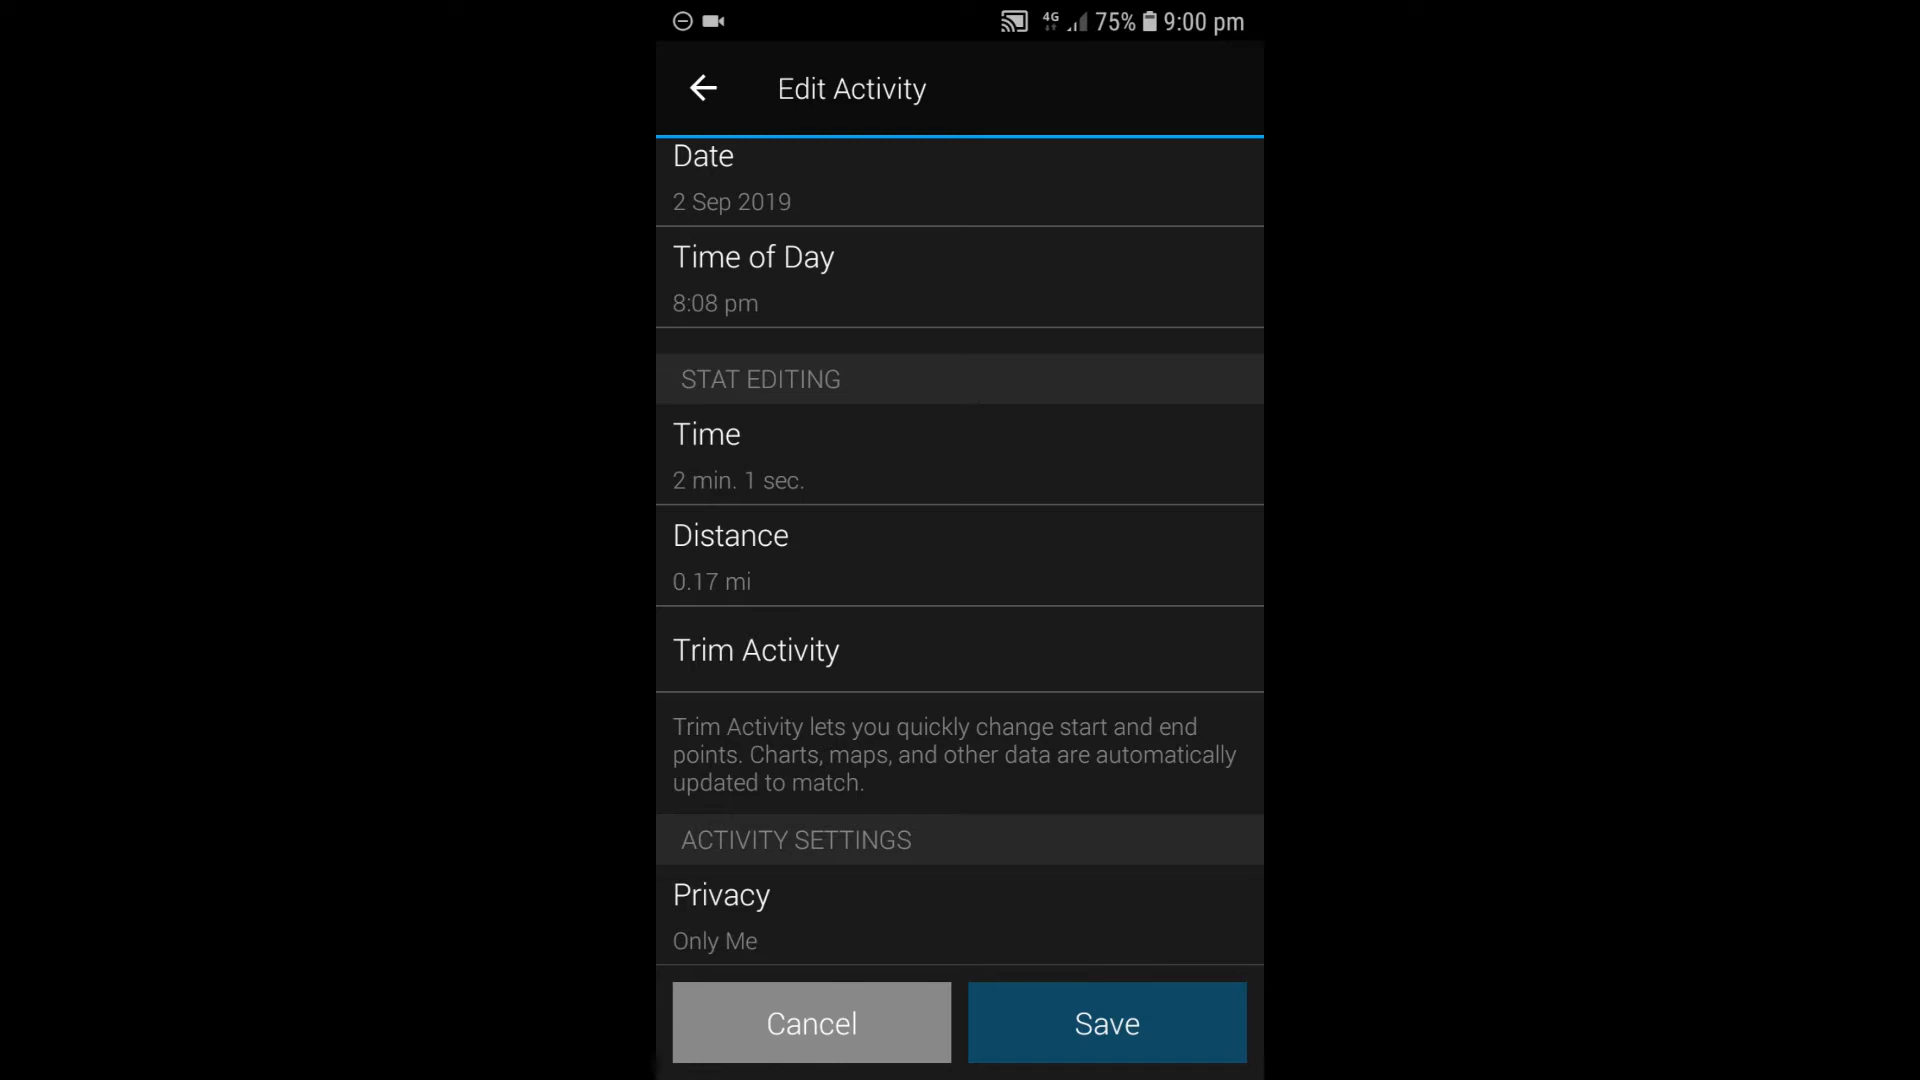 4G 75% 9:00 pm
Edit Activity
Date
2 Sep 2019
Time of Day
8:08 pm
STAT EDITING
Time
2 min. 1 sec.
Distance
0.17 mi
Trim Activity
Trim Activity lets you quickly change start and end
points. Charts, maps, and other data are automatically
updated to match.
ACTIVITY SETTINGS
Privacy
Only Me
Cancel
Save